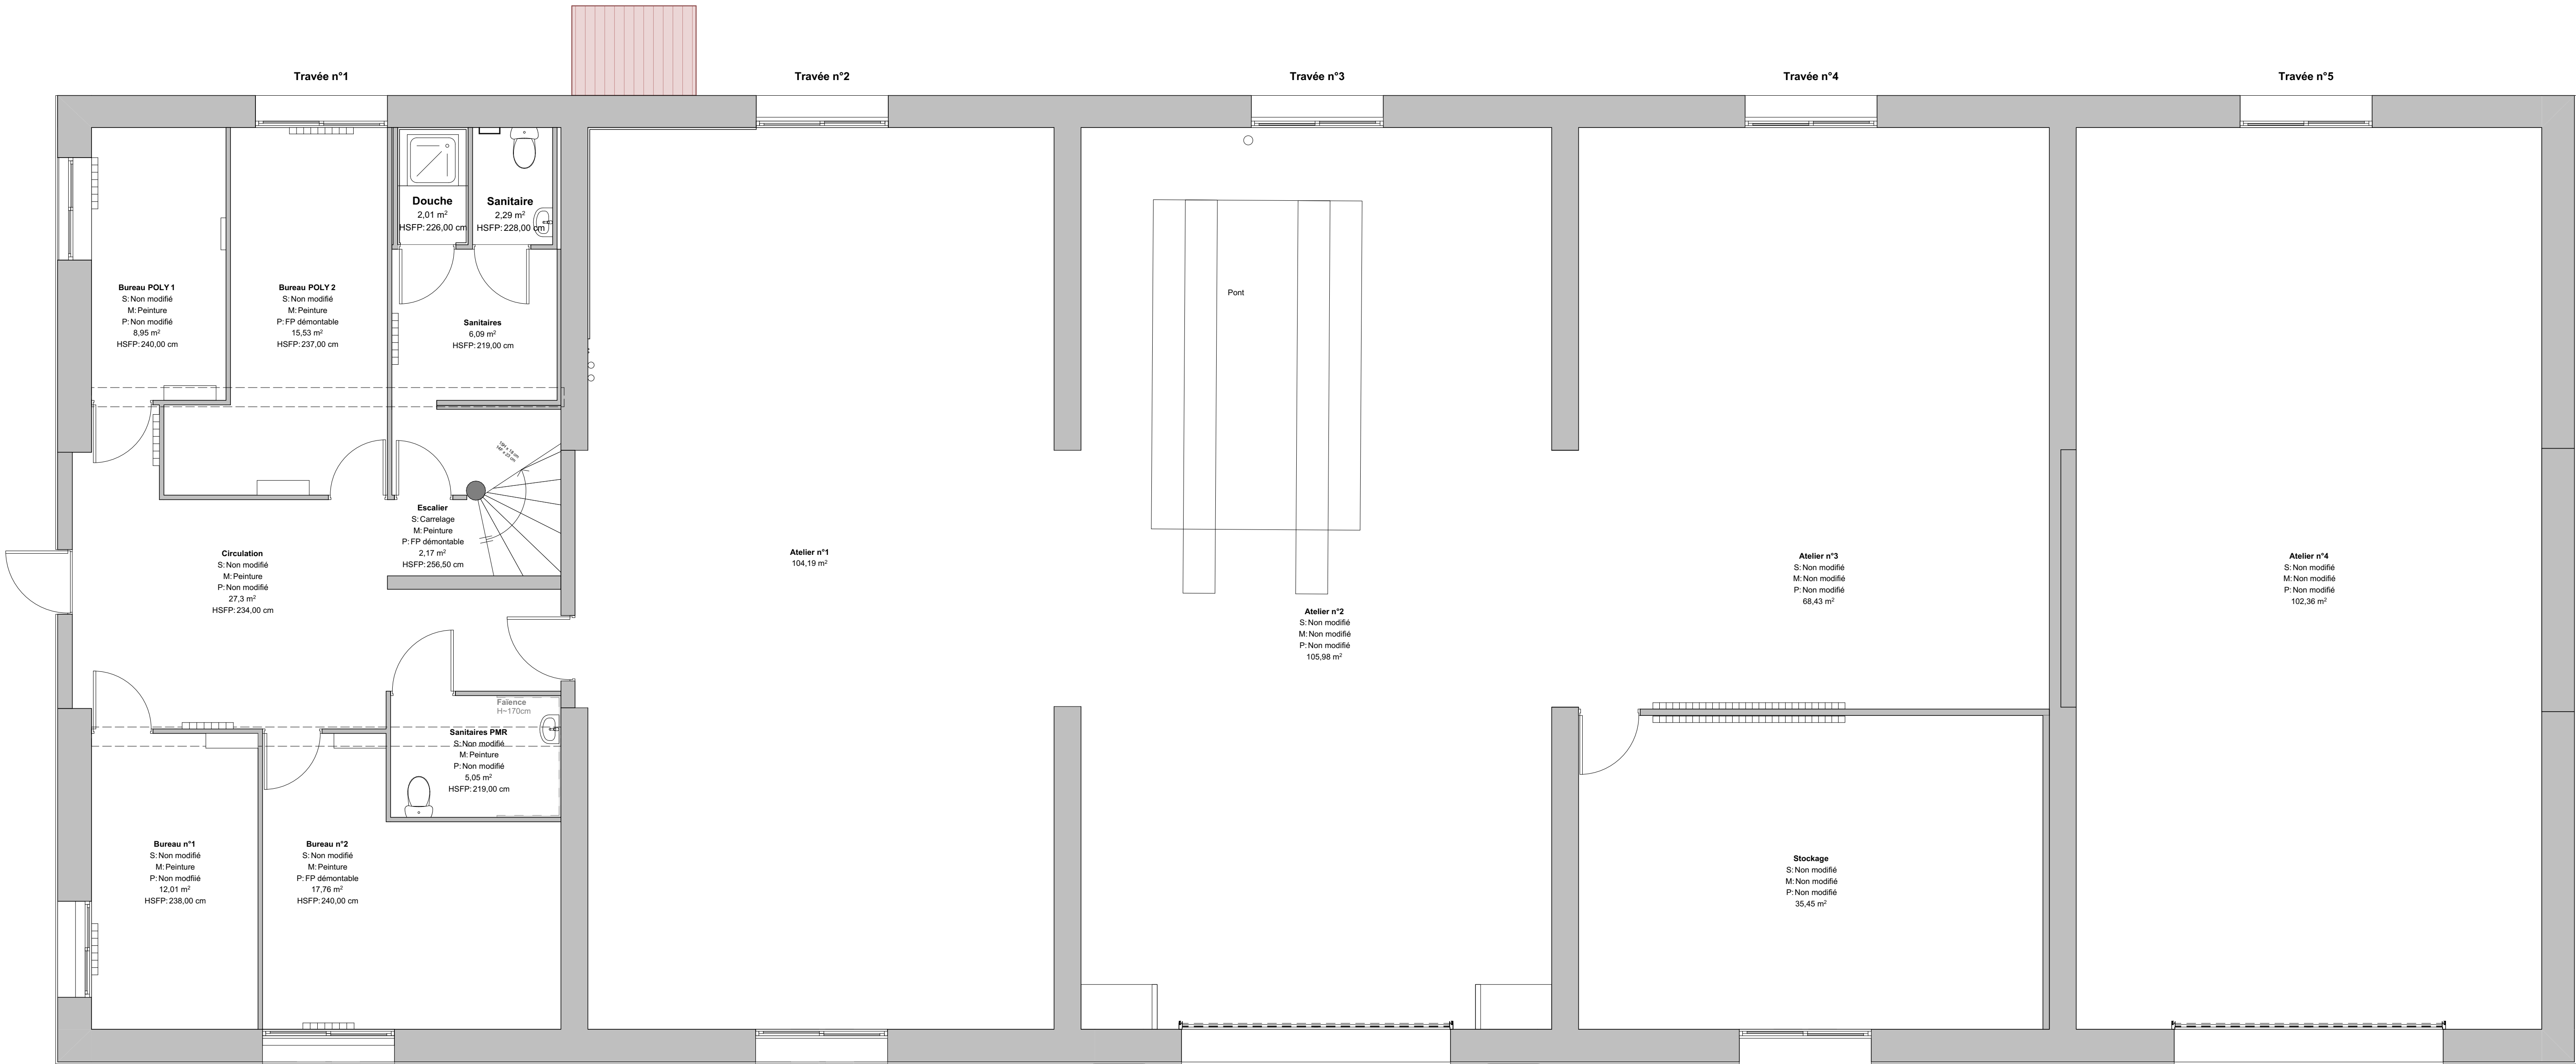 Travée n°1
Travée n°2
Travée n°3
Travée n°4
Travée n°5
Douche
2,01 m²
HSFP: 226,00 cm
Sanitaire
2,29 m²
HSFP: 228,00 cm
Bureau POLY 1
S: Non modifié
M: Peinture
P: Non modifié
8,95 m²
HSFP: 240,00 cm
Bureau POLY 2
S: Non modifié
M: Peinture
P: FP démontable
15,53 m²
HSFP: 237,00 cm
Sanitaires
6,09 m²
HSFP: 219,00 cm
Pont
Escalier
S: Carrelage
M: Peinture
P: FP démontable
2,17 m²
HSFP: 256,50 cm
Circulation
S: Non modifié
M: Peinture
P: Non modifié
27,3 m²
HSFP: 234,00 cm
Atelier n°1
104,19 m²
Atelier n°2
S: Non modifié
M: Non modifié
P: Non modifié
105,98 m²
Atelier n°3
S: Non modifié
M: Non modifié
P: Non modifié
68,43 m²
Atelier n°4
S: Non modifié
M: Non modifié
P: Non modifié
102,36 m²
Faïence
H~170cm
Sanitaires PMR
S: Non modifié
M: Peinture
P: Non modifié
5,05 m²
HSFP: 219,00 cm
Bureau n°1
S: Non modifié
M: Peinture
P: Non modfiié
12,01 m²
HSFP: 238,00 cm
Bureau n°2
S: Non modifié
M: Peinture
P: FP démontable
17,76 m²
HSFP: 240,00 cm
Stockage
S: Non modifié
M: Non modifié
P: Non modifié
35,45 m²